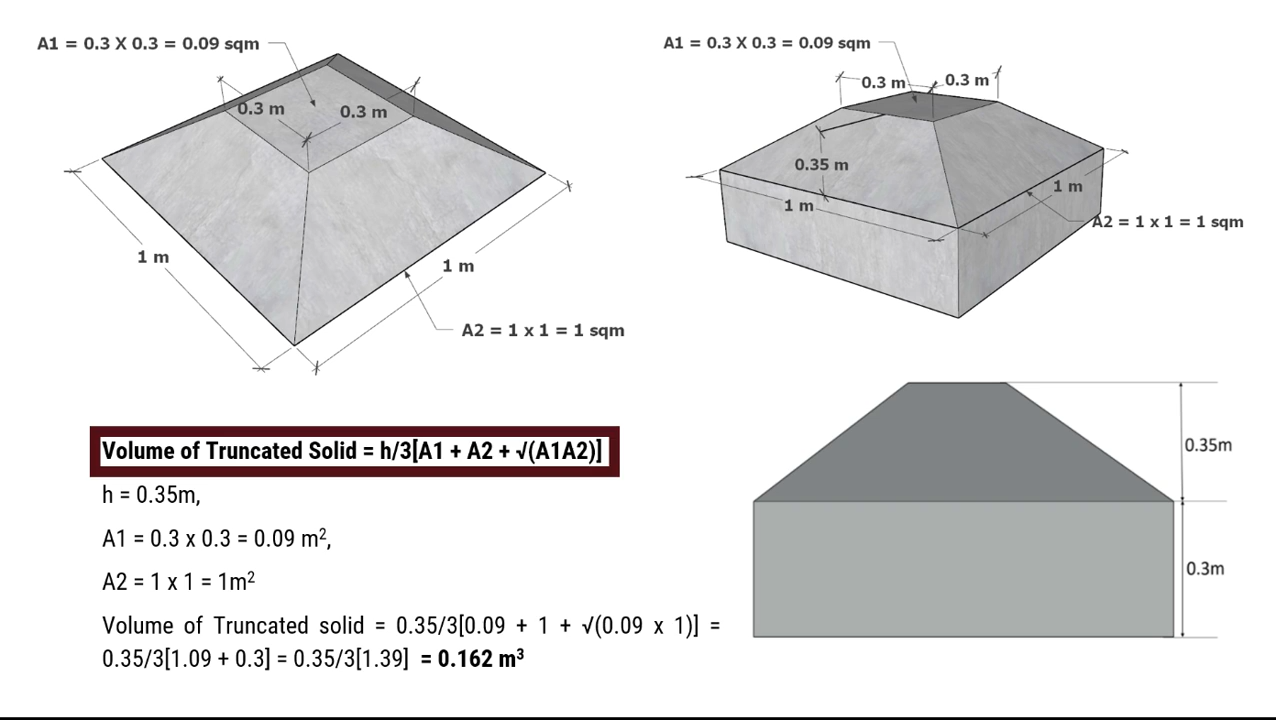 A1 = 0.3 X 0.3 = 0.09 sqm
0.3 m
0.3 m
1 m
1 m
A2 = 1 x 1 = 1 sqm
A1 = 0.3 X 0.3 = 0.09 sqm
0.3 m
0.3 m
0.35 m
1 m
1 m
A2 = 1 x 1 = 1 sqm
Volume of Truncated Solid = h/3[A1 + A2 + √(A1A2)]
h = 0.35m,
A1 = 0.3 x 0.3 = 0.09 m²,
A2 = 1 x 1 = 1m²
Volume of Truncated solid = 0.35/3[0.09 + 1 + √(0.09 x 1)] =
0.35/3[1.09 + 0.3] = 0.35/3[1.39] = 0.162 m³
0.35m
0.3m